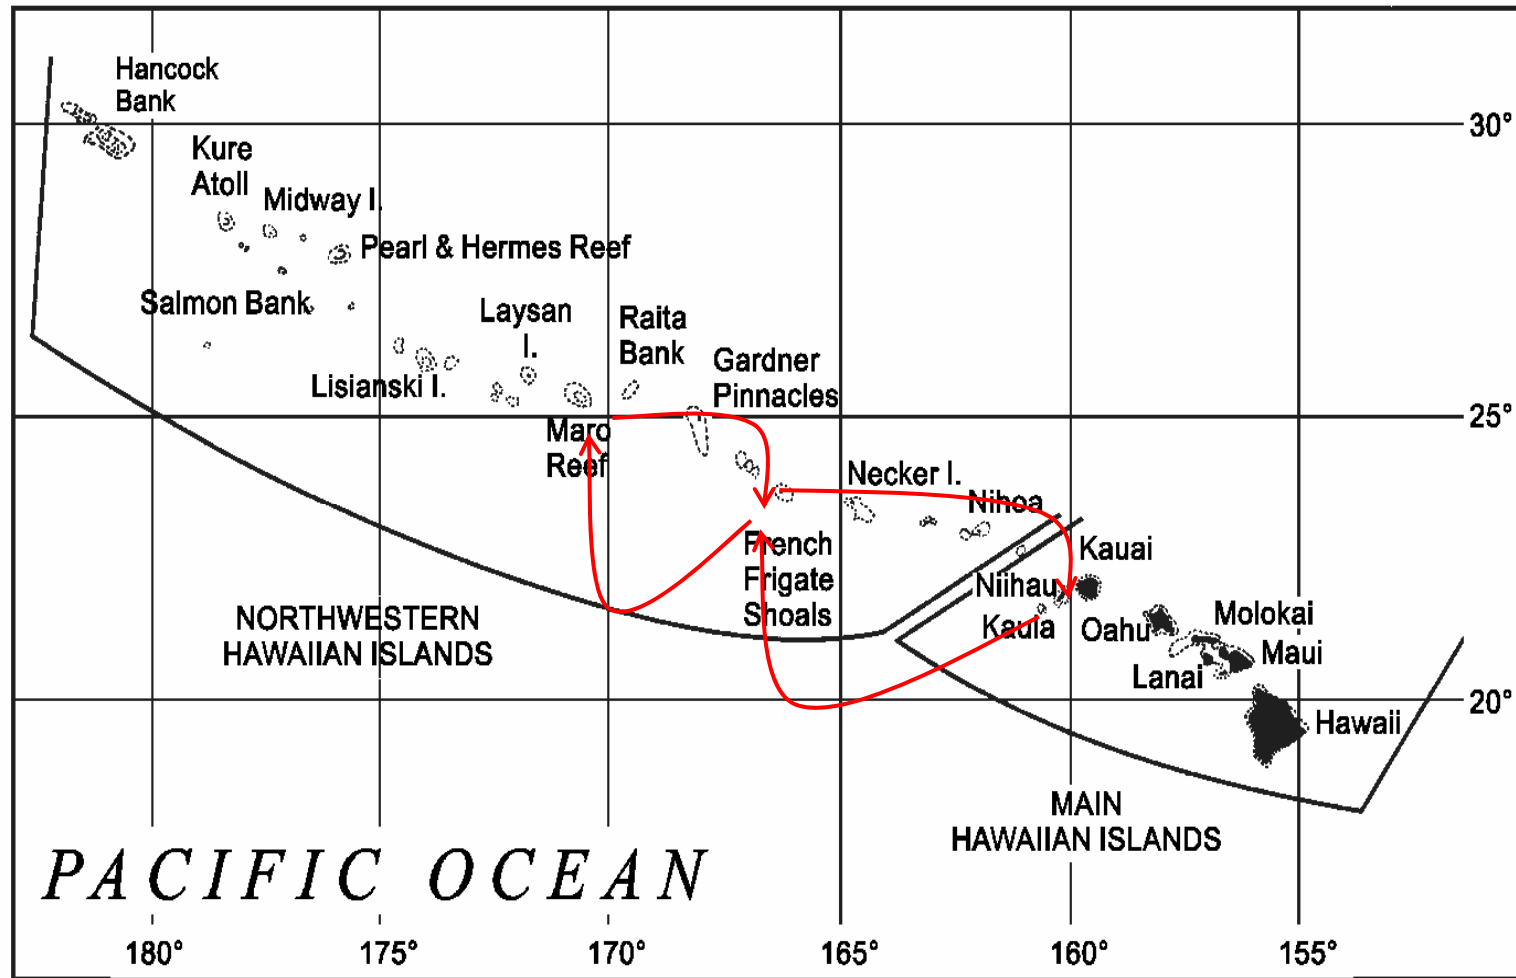 Hancock
Bank
30°
Kure
Atoll
Midway I.
Pearl & Hermes Reef
Salmon Bank
Laysan
I.
Raita
Bank
Gardner
Pinnacles
Lisianski I.
25°
Maro
Reef
Necker I.
Nihoa
French
Frigate
Shoals
Kauai
Niihau
Kaula
Oahu
Molokai
Maui
Lanai
NORTHWESTERN
HAWAIIAN ISLANDS
20°
Hawaii
MAIN
HAWAIIAN ISLANDS
PACIFIC OCEAN
180° 175° 170° 165° 160° 155°